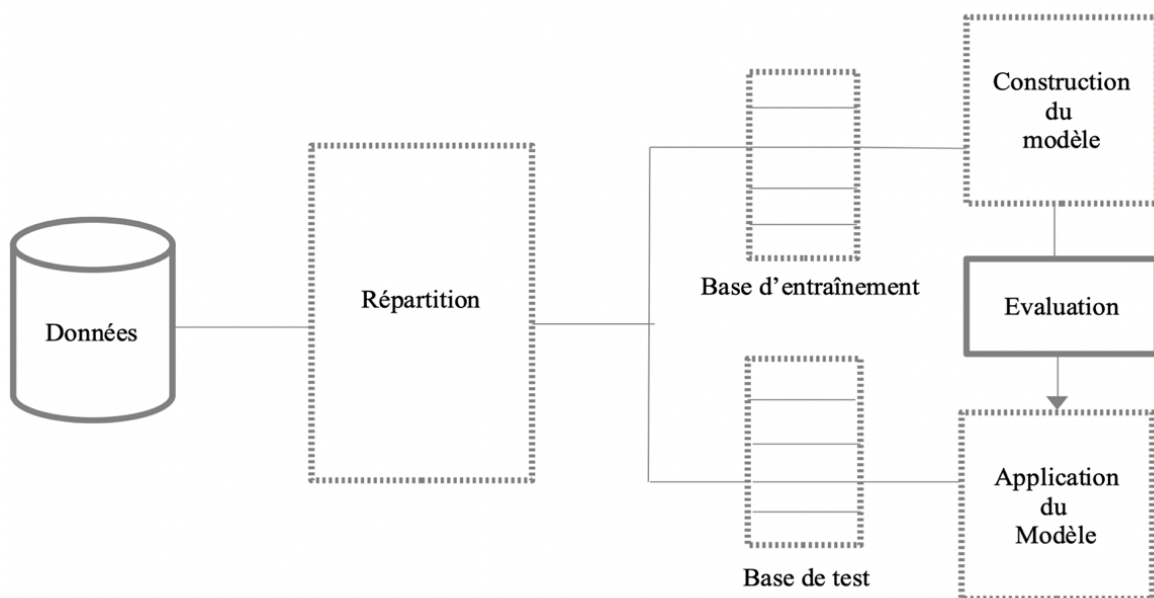 Données
Répartition
Base d’entraînement
Base de test
Construction
du
modèle
Evaluation
Application
du
Modèle